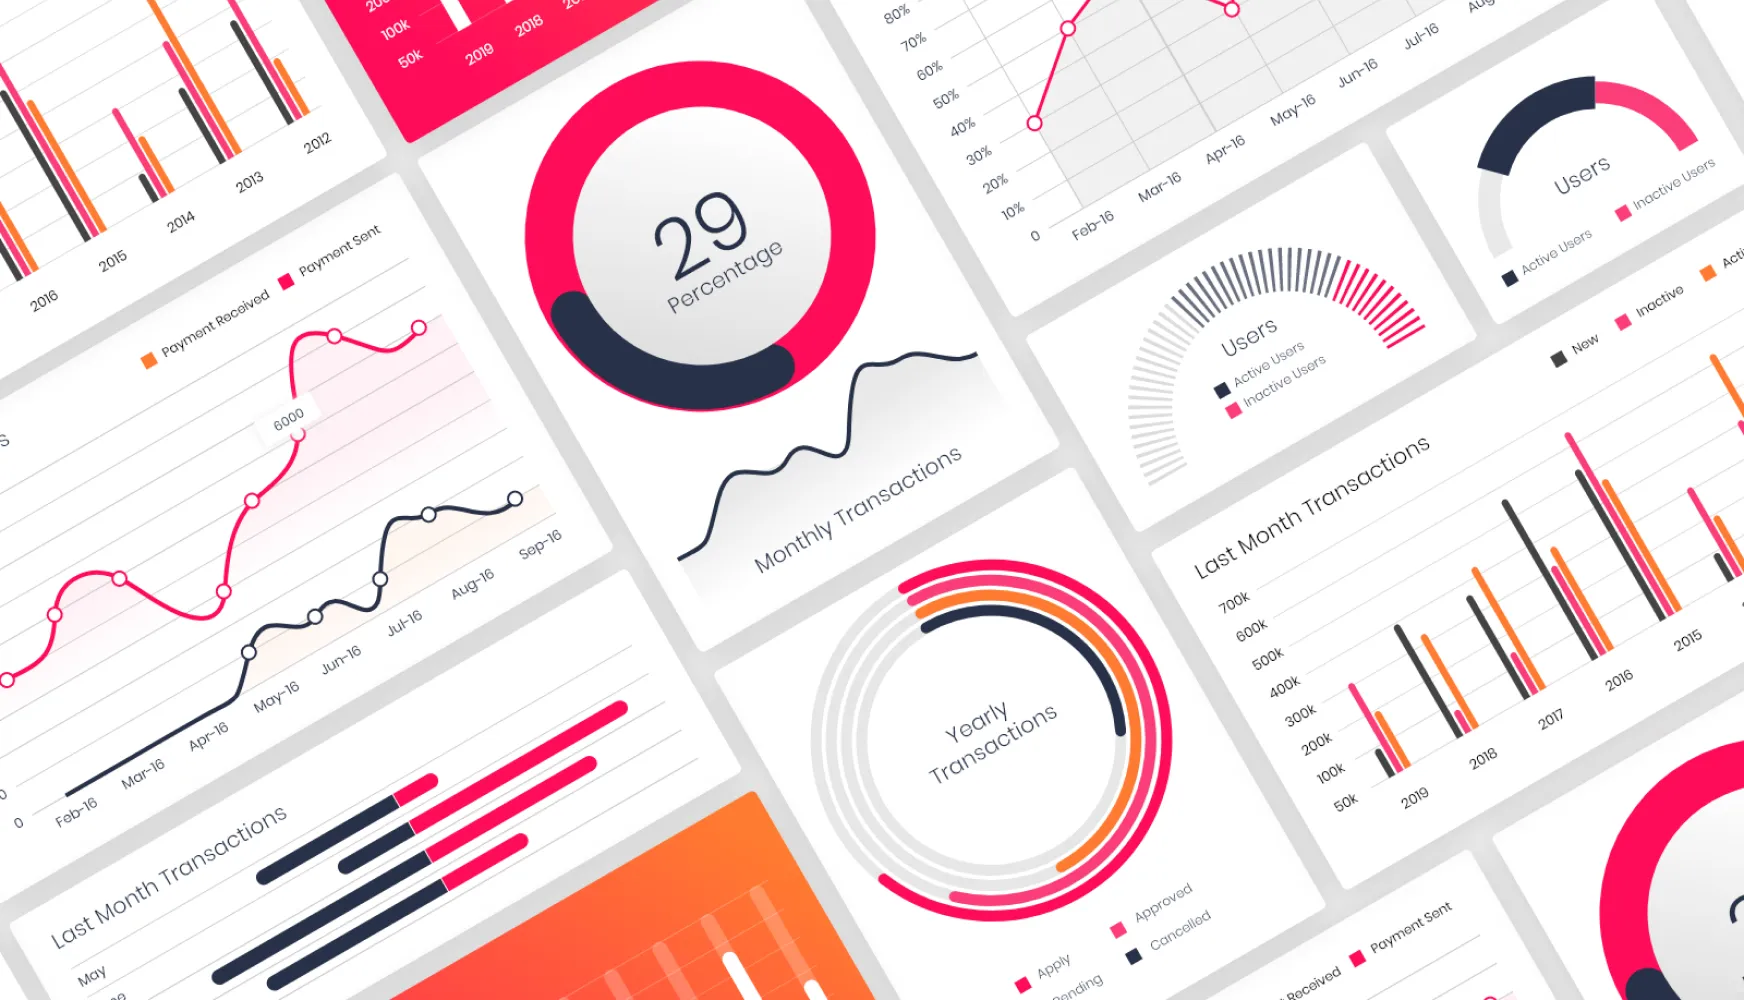 2016
2015
2014
2013
2012
100k
50k
2019
2018
Payment Received
Payment Sent
6000
0
Feb-16
Mar-16
Apr-16
May-16
Jun-16
Jul-16
Aug-16
Sep-16
29
Percentage
Monthly Transactions
80%
70%
60%
50%
40%
30%
20%
10%
0
Feb-16
Mar-16
Apr-16
May-16
Jun-16
Jul-16
Users
Active Users
Inactive Users
Users
Active Users
Inactive Users
New
Inactive
Last Month Transactions
700k
600k
500k
400k
300k
200k
100k
50k
2019
2018
2017
2016
2015
Last Month Transactions
May
Yearly
Transactions
Apply
Approved
Cancelled
Received
Payment Sent